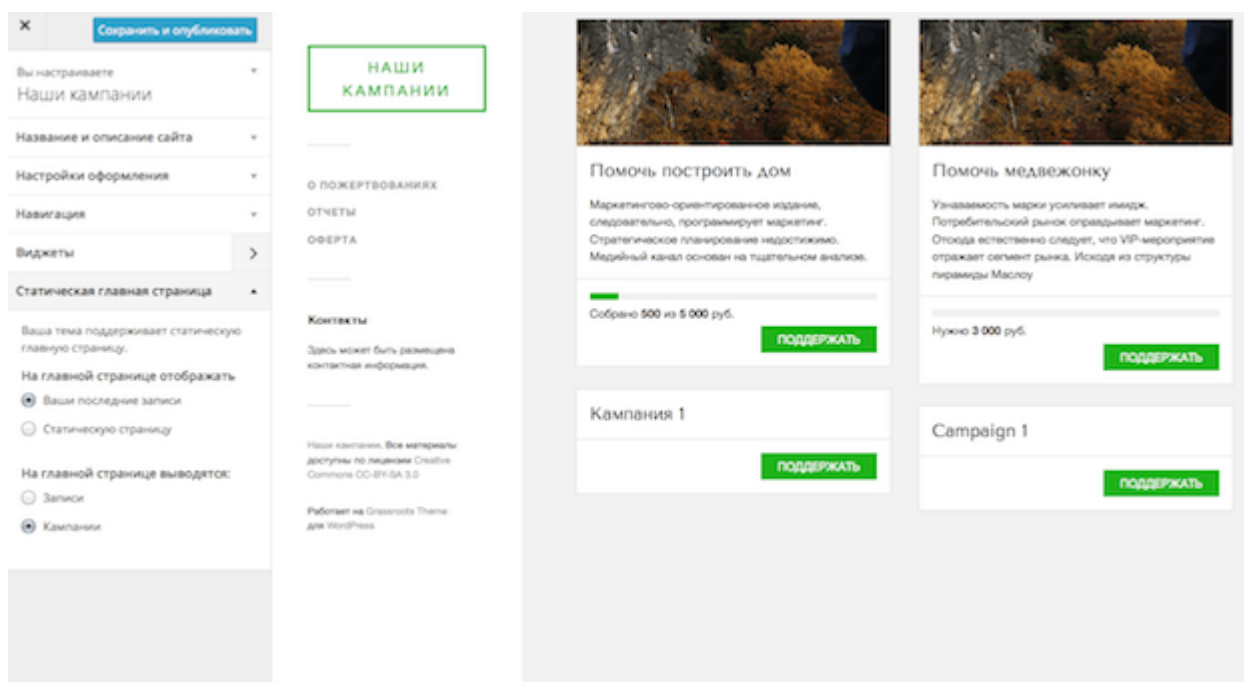 ×
Сохранить и опубликовать
Вы настраиваете
Наши кампании
Название и описание сайта
Настройки оформления
Навигация
Виджеты
Статическая главная страница
Ваша тема поддерживает статическую
главную страницу.
На главной странице отображать
Ваши последние записи
Статическую страницу
На главной странице выводятся:
Записи
Кампании
НАШИ
КАМПАНИИ
О ПОЖЕРТВОВАНИЯХ
ОТЧЕТЫ
ОФЕРТА
Контакты
Здесь может быть размещена
контактная информация.
Наши кампании. Все материалы
доступны по лицензии Creative
Commons CC-BY-SA 3.0
Работает на Grassroots Theme
для WordPress
Помочь построить дом
Маркетингово-ориентированное издание,
следовательно, программирует маркетинг.
Стратегическое планирование недостижимо.
Медийный канал основан на тщательном анализе.
Собрано 500 из 5 000 руб.
ПОДДЕРЖАТЬ
Кампания 1
ПОДДЕРЖАТЬ
Помочь медвежонку
Узнаваемость марки усиливает имидж.
Потребительский рынок оправдывает маркетинг.
Отсюда естественно следует, что VIP-мероприятие
отражает сегмент рынка. Исходя из структуры
пирамиды Маслоу
Нужно 3 000 руб.
ПОДДЕРЖАТЬ
Campaign 1
ПОДДЕРЖАТЬ